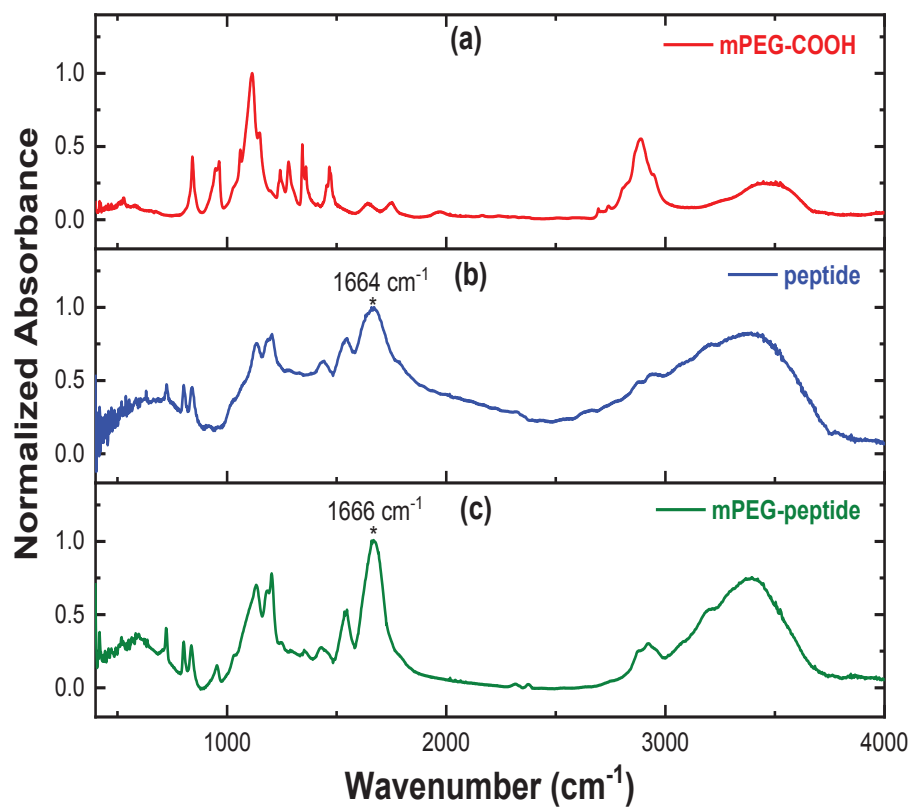 (a)
mPEG-COOH
1.0
0.5
0.0
1664 cm⁻¹
*
(b)
peptide
1.0
0.5
0.0
1666 cm⁻¹
*
(c)
mPEG-peptide
1.0
0.5
0.0
Normalized Absorbance
1000 2000 3000 4000
Wavenumber (cm⁻¹)